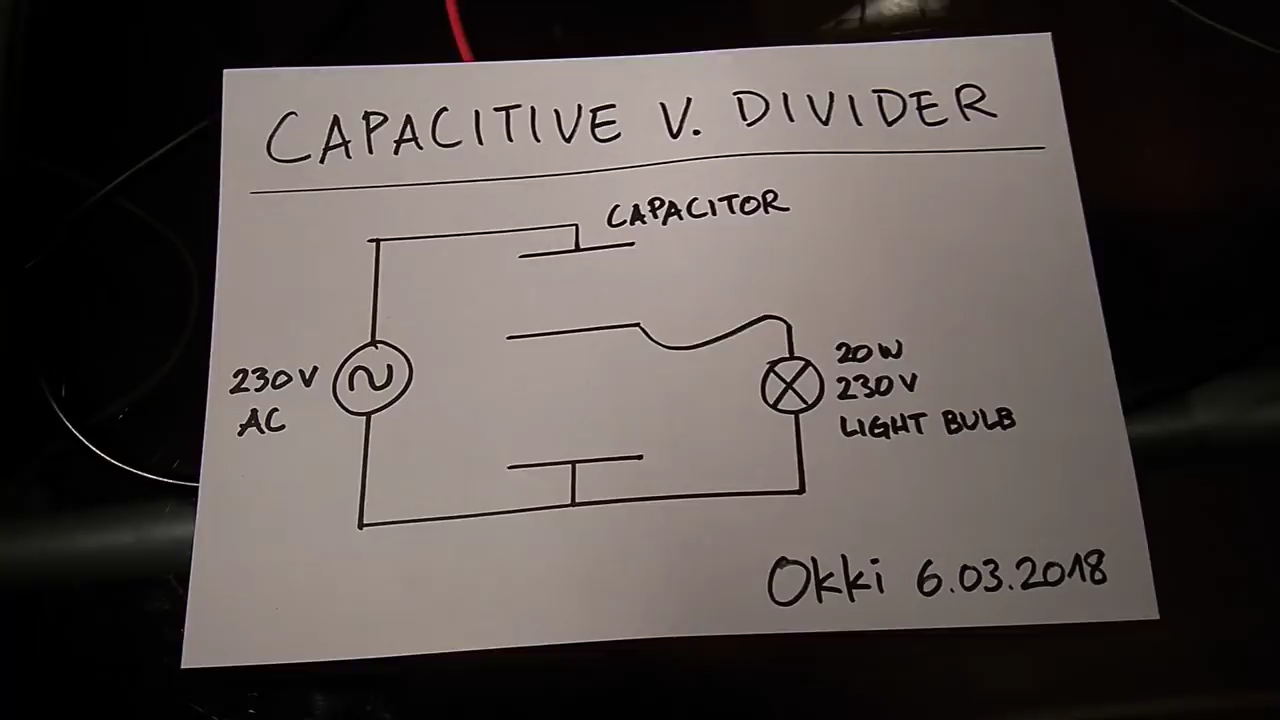 CAPACITIVE V. DIVIDER
CAPACITOR
230V
AC
20W
230V
LIGHT BULB
Okki 6.03.2018